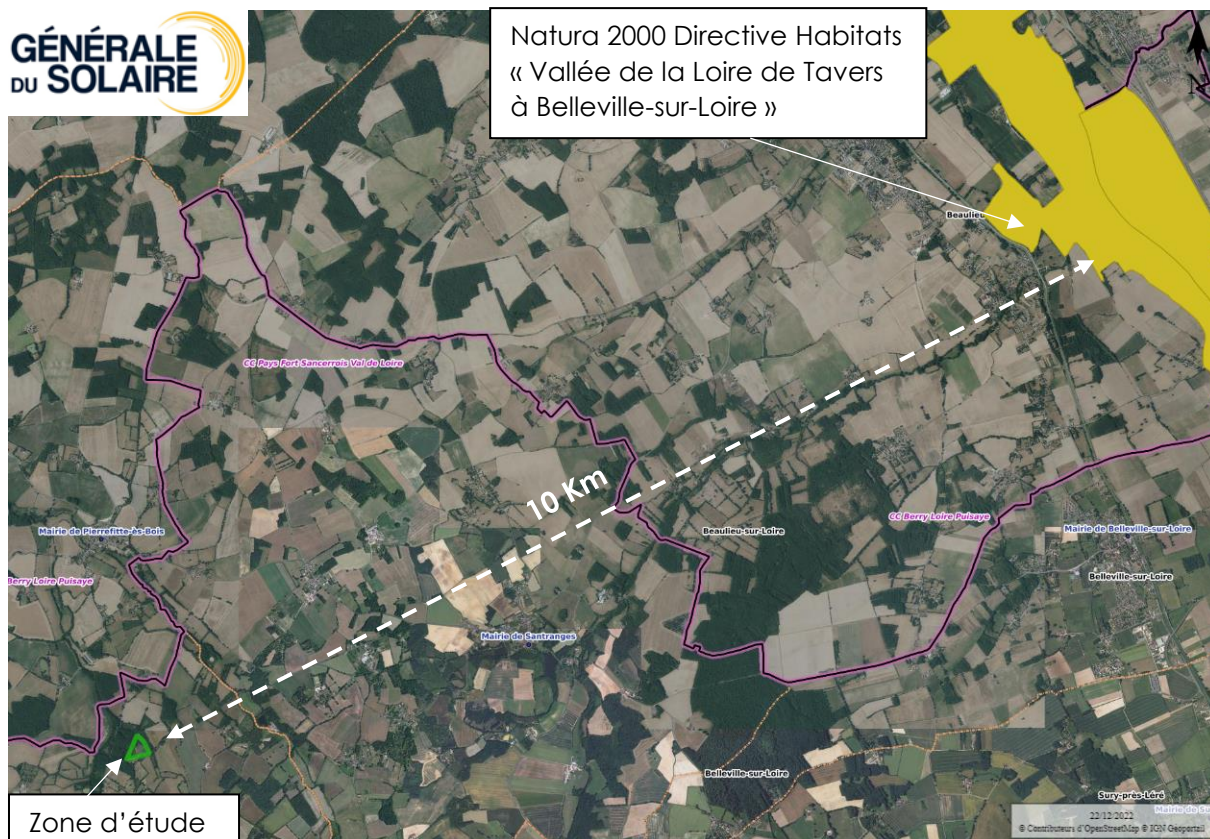 GÉNÉRALE
DU SOLAIRE
Natura 2000 Directive Habitats
« Vallée de la Loire de Tavers
à Belleville-sur-Loire »
N
Beaulieu
CC Pays Fort Sancerrois Val de Loire
10 Km
Mairie de Pierrefitte-ès-Bois
Beaulieu-sur-Loire
CC Berry Loire Puisaye
Mairie de Belleville-sur-Loire
Berry Loire Puisaye
Belleville-sur-Loire
Mairie de Santranges
Belleville-sur-Loire
Sury-près-Léré
Mairie de Su
Zone d’étude
22/12/2022
© Contributeurs d'OpenStreetMap © IGN Geoportail